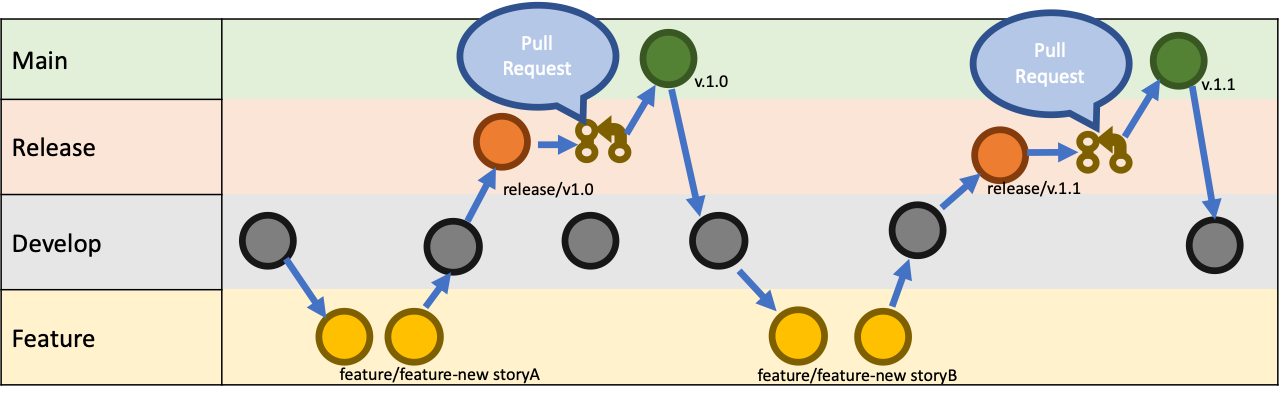 Main
Pull
Request
v.1.0
Pull
Request
v.1.1
Release
release/v1.0
release/v.1.1
Develop
Feature
feature/feature-new storyA
feature/feature-new storyB